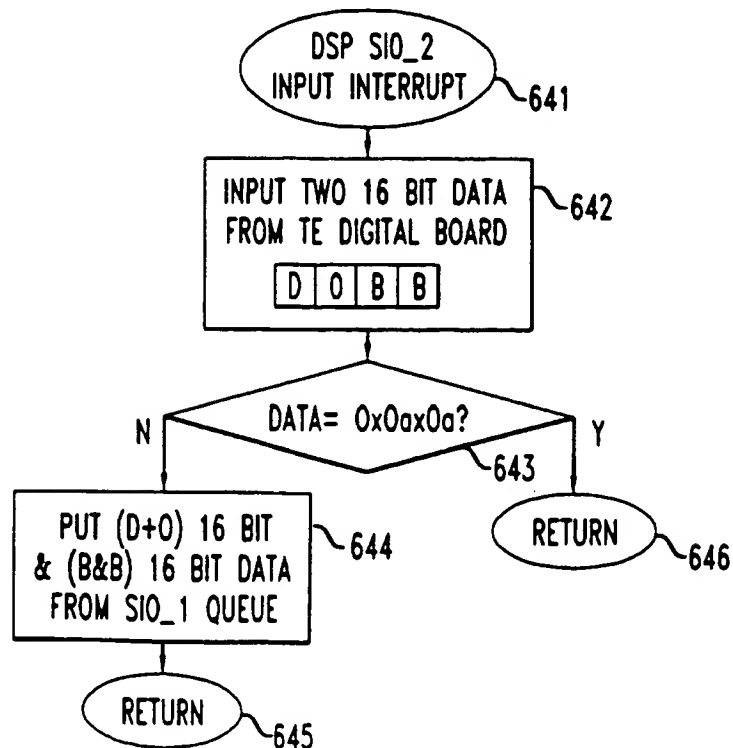 DSP SIO_2
INPUT INTERRUPT
641
INPUT TWO 16 BIT DATA
FROM TE DIGITAL BOARD
D 0 B B
642
DATA= 0x0ax0a?
643
N
Y
PUT (D+0) 16 BIT
& (B&B) 16 BIT DATA
FROM SIO_1 QUEUE
644
RETURN
646
RETURN
645